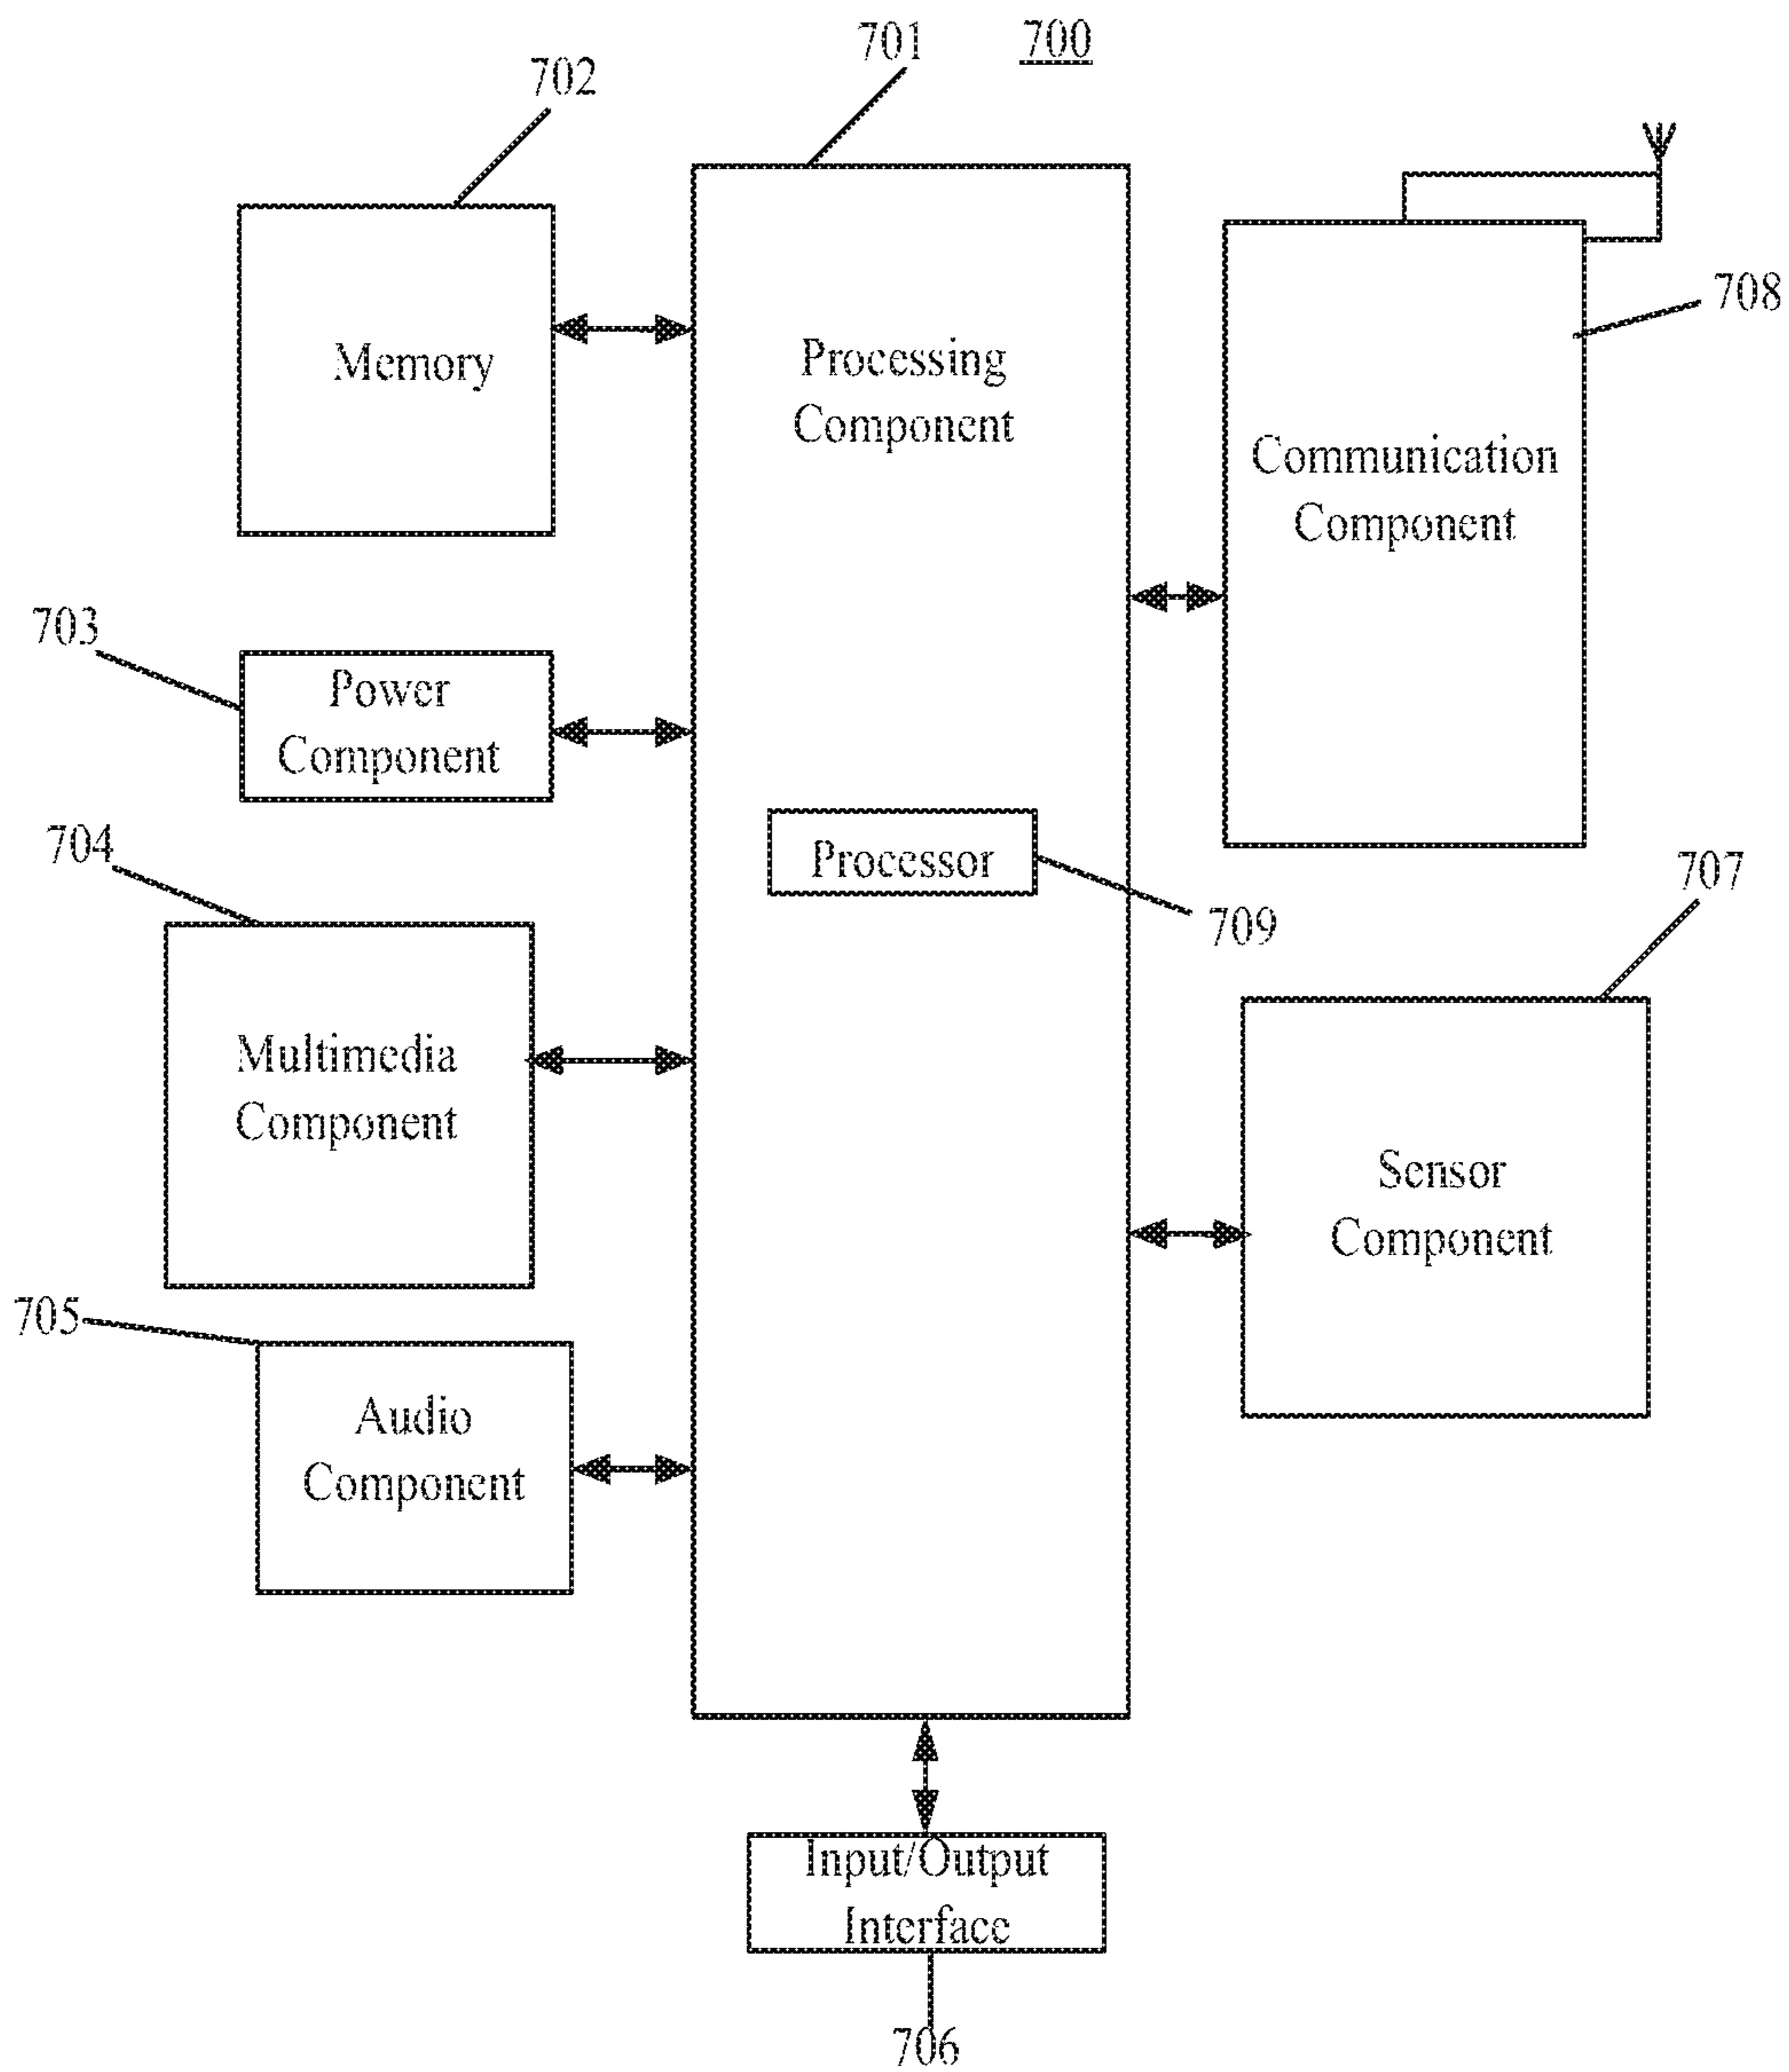 700
701
702
Memory
Processing
Component
708
Communication
Component
703
Power
Component
Processor
709
704
Multimedia
Component
707
Sensor
Component
705
Audio
Component
Input/Output
Interface
706